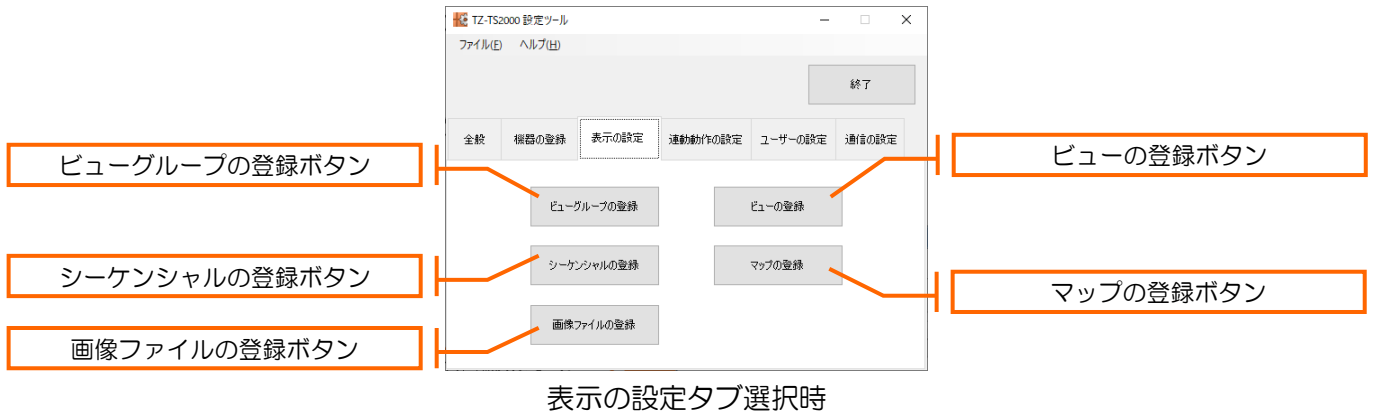 TZ-TS2000 設定ツール
ファイル(F) ヘルプ(H)
終了
全般 機器の登録 表示の設定 連動動作の設定 ユーザーの設定 通信の設定
ビューグループの登録ボタン
ビューの登録ボタン
ビューグループの登録 ビューの登録
シーケンシャルの登録ボタン
シーケンシャルの登録 マップの登録
マップの登録ボタン
画像ファイルの登録
画像ファイルの登録ボタン
表示の設定タブ選択時